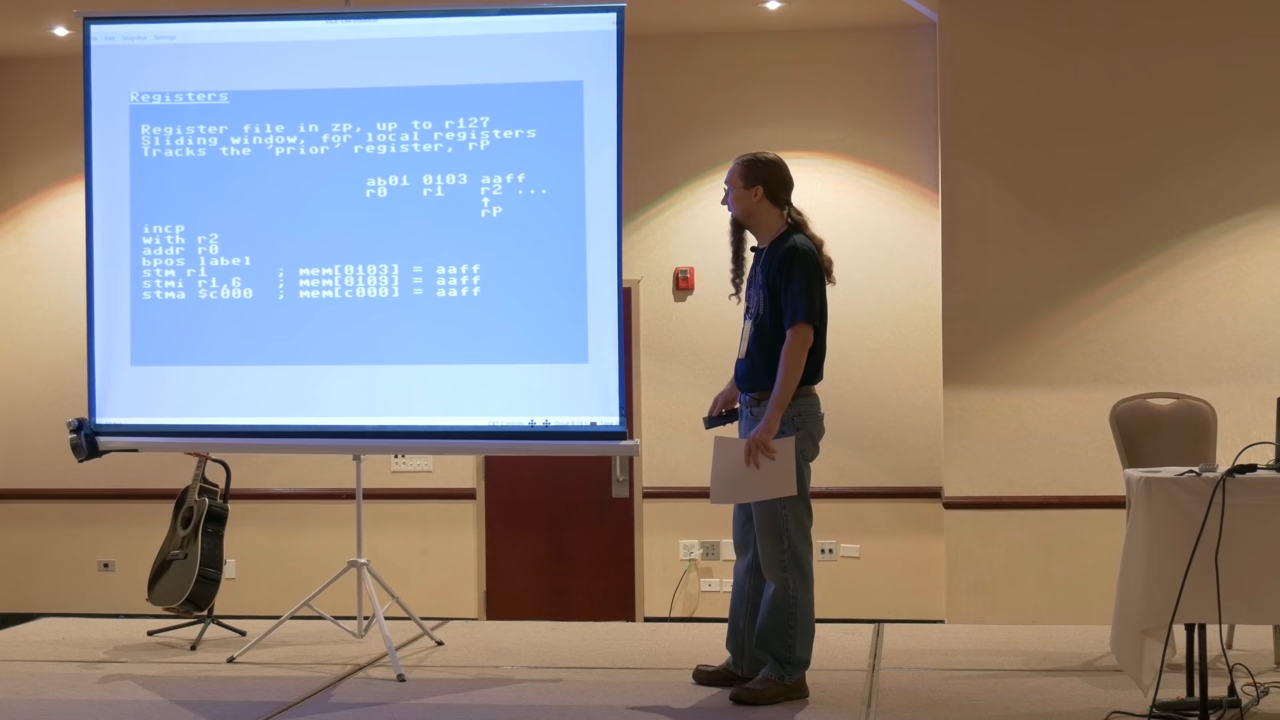 Snapshot Settings
Registers
Register file in zp, up to r127
Sliding window, for local registers
Tracks the 'prior' register, rP
ab01 0103 aaff
r0 r1 r2 ...
↑
rP
incp
with r2
addr r0
bpos label
stm r1 ; mem[0103] = aaff
stmi r1,6 ; mem[0109] = aaff
stma $c000 ; mem[c000] = aaff